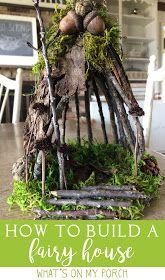 HOW TO BUILD A
fairy house
WHAT'S ON MY PORCH